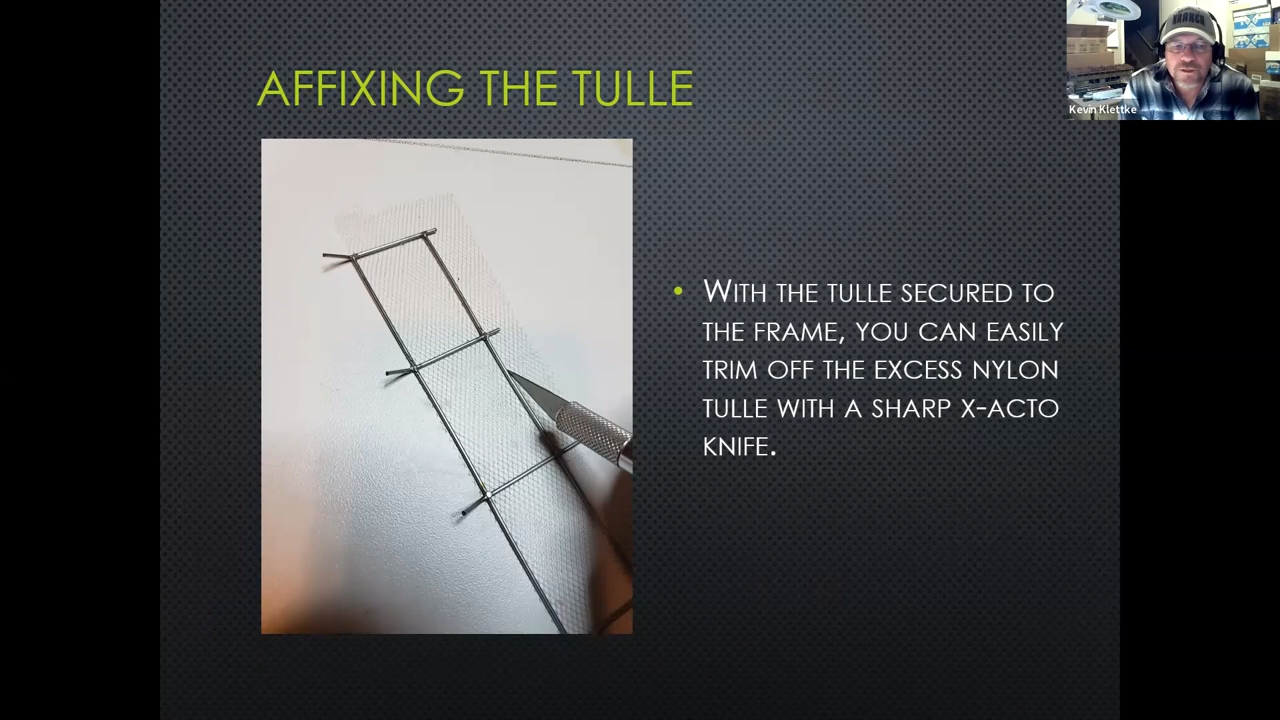 AFFIXING THE TULLE
• WITH THE TULLE SECURED TO
THE FRAME, YOU CAN EASILY
TRIM OFF THE EXCESS NYLON
TULLE WITH A SHARP X-ACTO
KNIFE.
Kevin Klettke